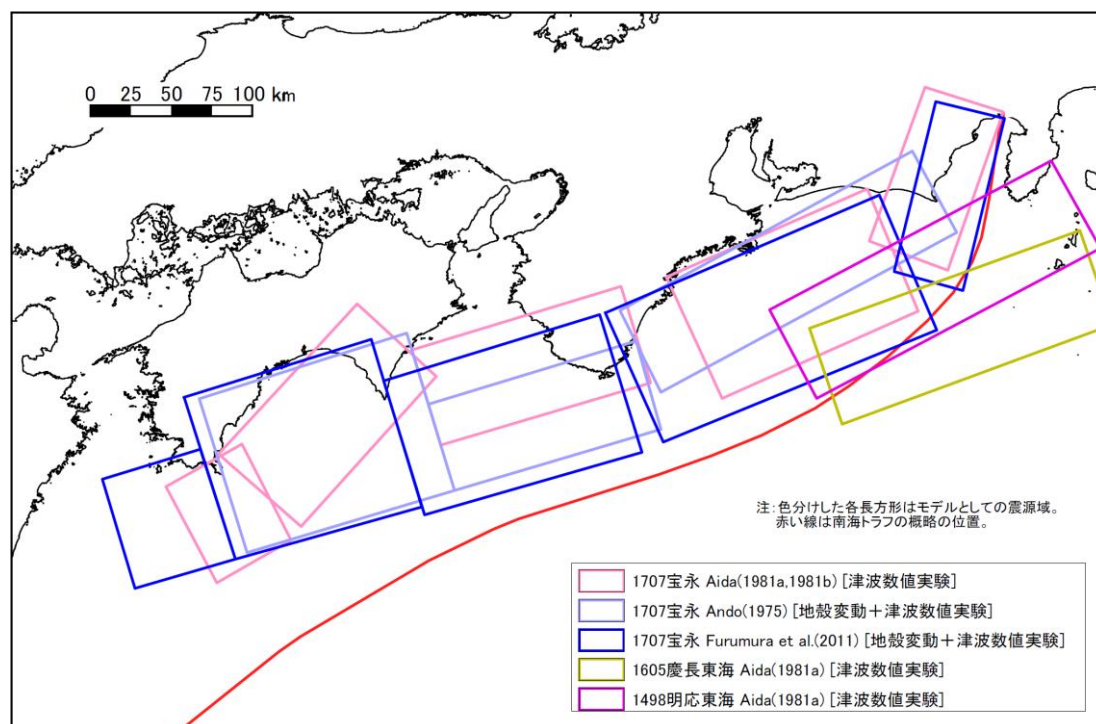 0 25 50 75 100 km
注:色分けした各長方形はモデルとしての震源域。
赤い線は南海トラフの概略の位置。
1707宝永 Aida(1981a,1981b) [津波数値実験]
1707宝永 Ando(1975) [地殻変動+津波数値実験]
1707宝永 Furumura et al.(2011) [地殻変動+津波数値実験]
1605慶長東海 Aida(1981a) [津波数値実験]
1498明応東海 Aida(1981a) [津波数値実験]